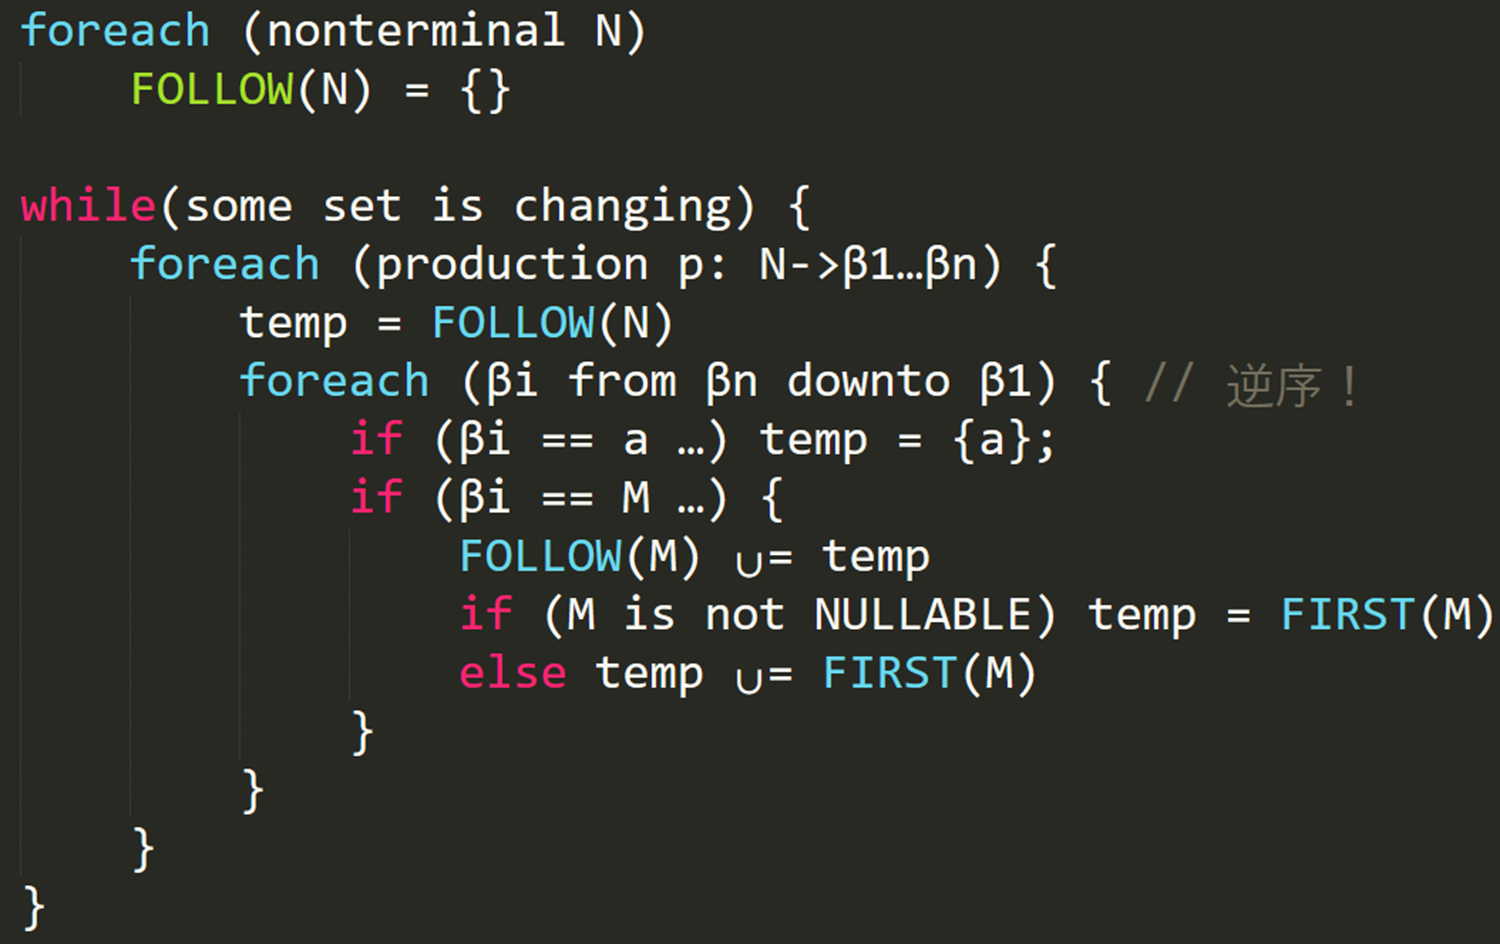 foreach (nonterminal N)
FOLLOW(N) = {}
while(some set is changing) {
foreach (production p: N->β1…βn) {
temp = FOLLOW(N)
foreach (βi from βn downto β1) { // 逆序！
if (βi == a …) temp = {a};
if (βi == M …) {
FOLLOW(M) ∪= temp
if (M is not NULLABLE) temp = FIRST(M)
else temp ∪= FIRST(M)
}
}
}
}